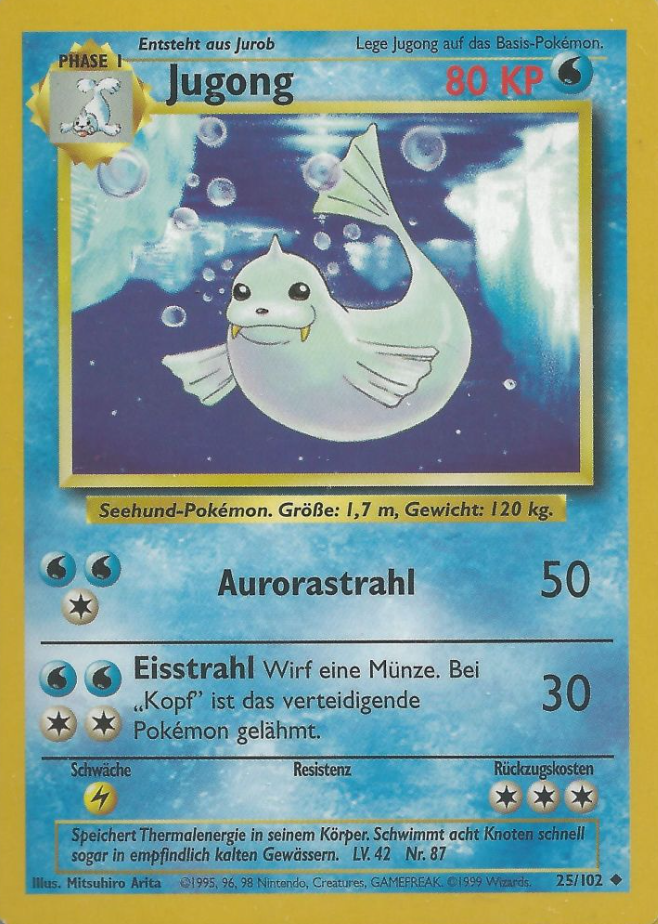 Entsteht aus Jurob
Lege Jugong auf das Basis-Pokémon.
PHASE 1
Jugong
80 KP
Seehund-Pokémon. Größe: 1,7 m, Gewicht: 120 kg.
Aurorastrahl 50
Eisstrahl Wirf eine Münze. Bei
„Kopf" ist das verteidigende
Pokémon gelähmt.
30
Schwäche Resistenz Rückzugskosten
Speichert Thermalenergie in seinem Körper. Schwimmt acht Knoten schnell
sogar in empfindlich kalten Gewässern. LV. 42 Nr. 87
Illus. Mitsuhiro Arita ©1995, 96, 98 Nintendo, Creatures, GAMEFREAK. ©1999 Wizards. 25/102